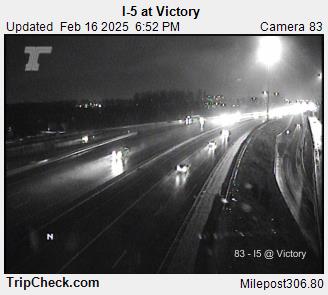 I-5 at Victory
Updated Feb 16 2025 6:52 PM Camera 83
T
N
83 - I5 @ Victory
TripCheck.com Milepost306.80